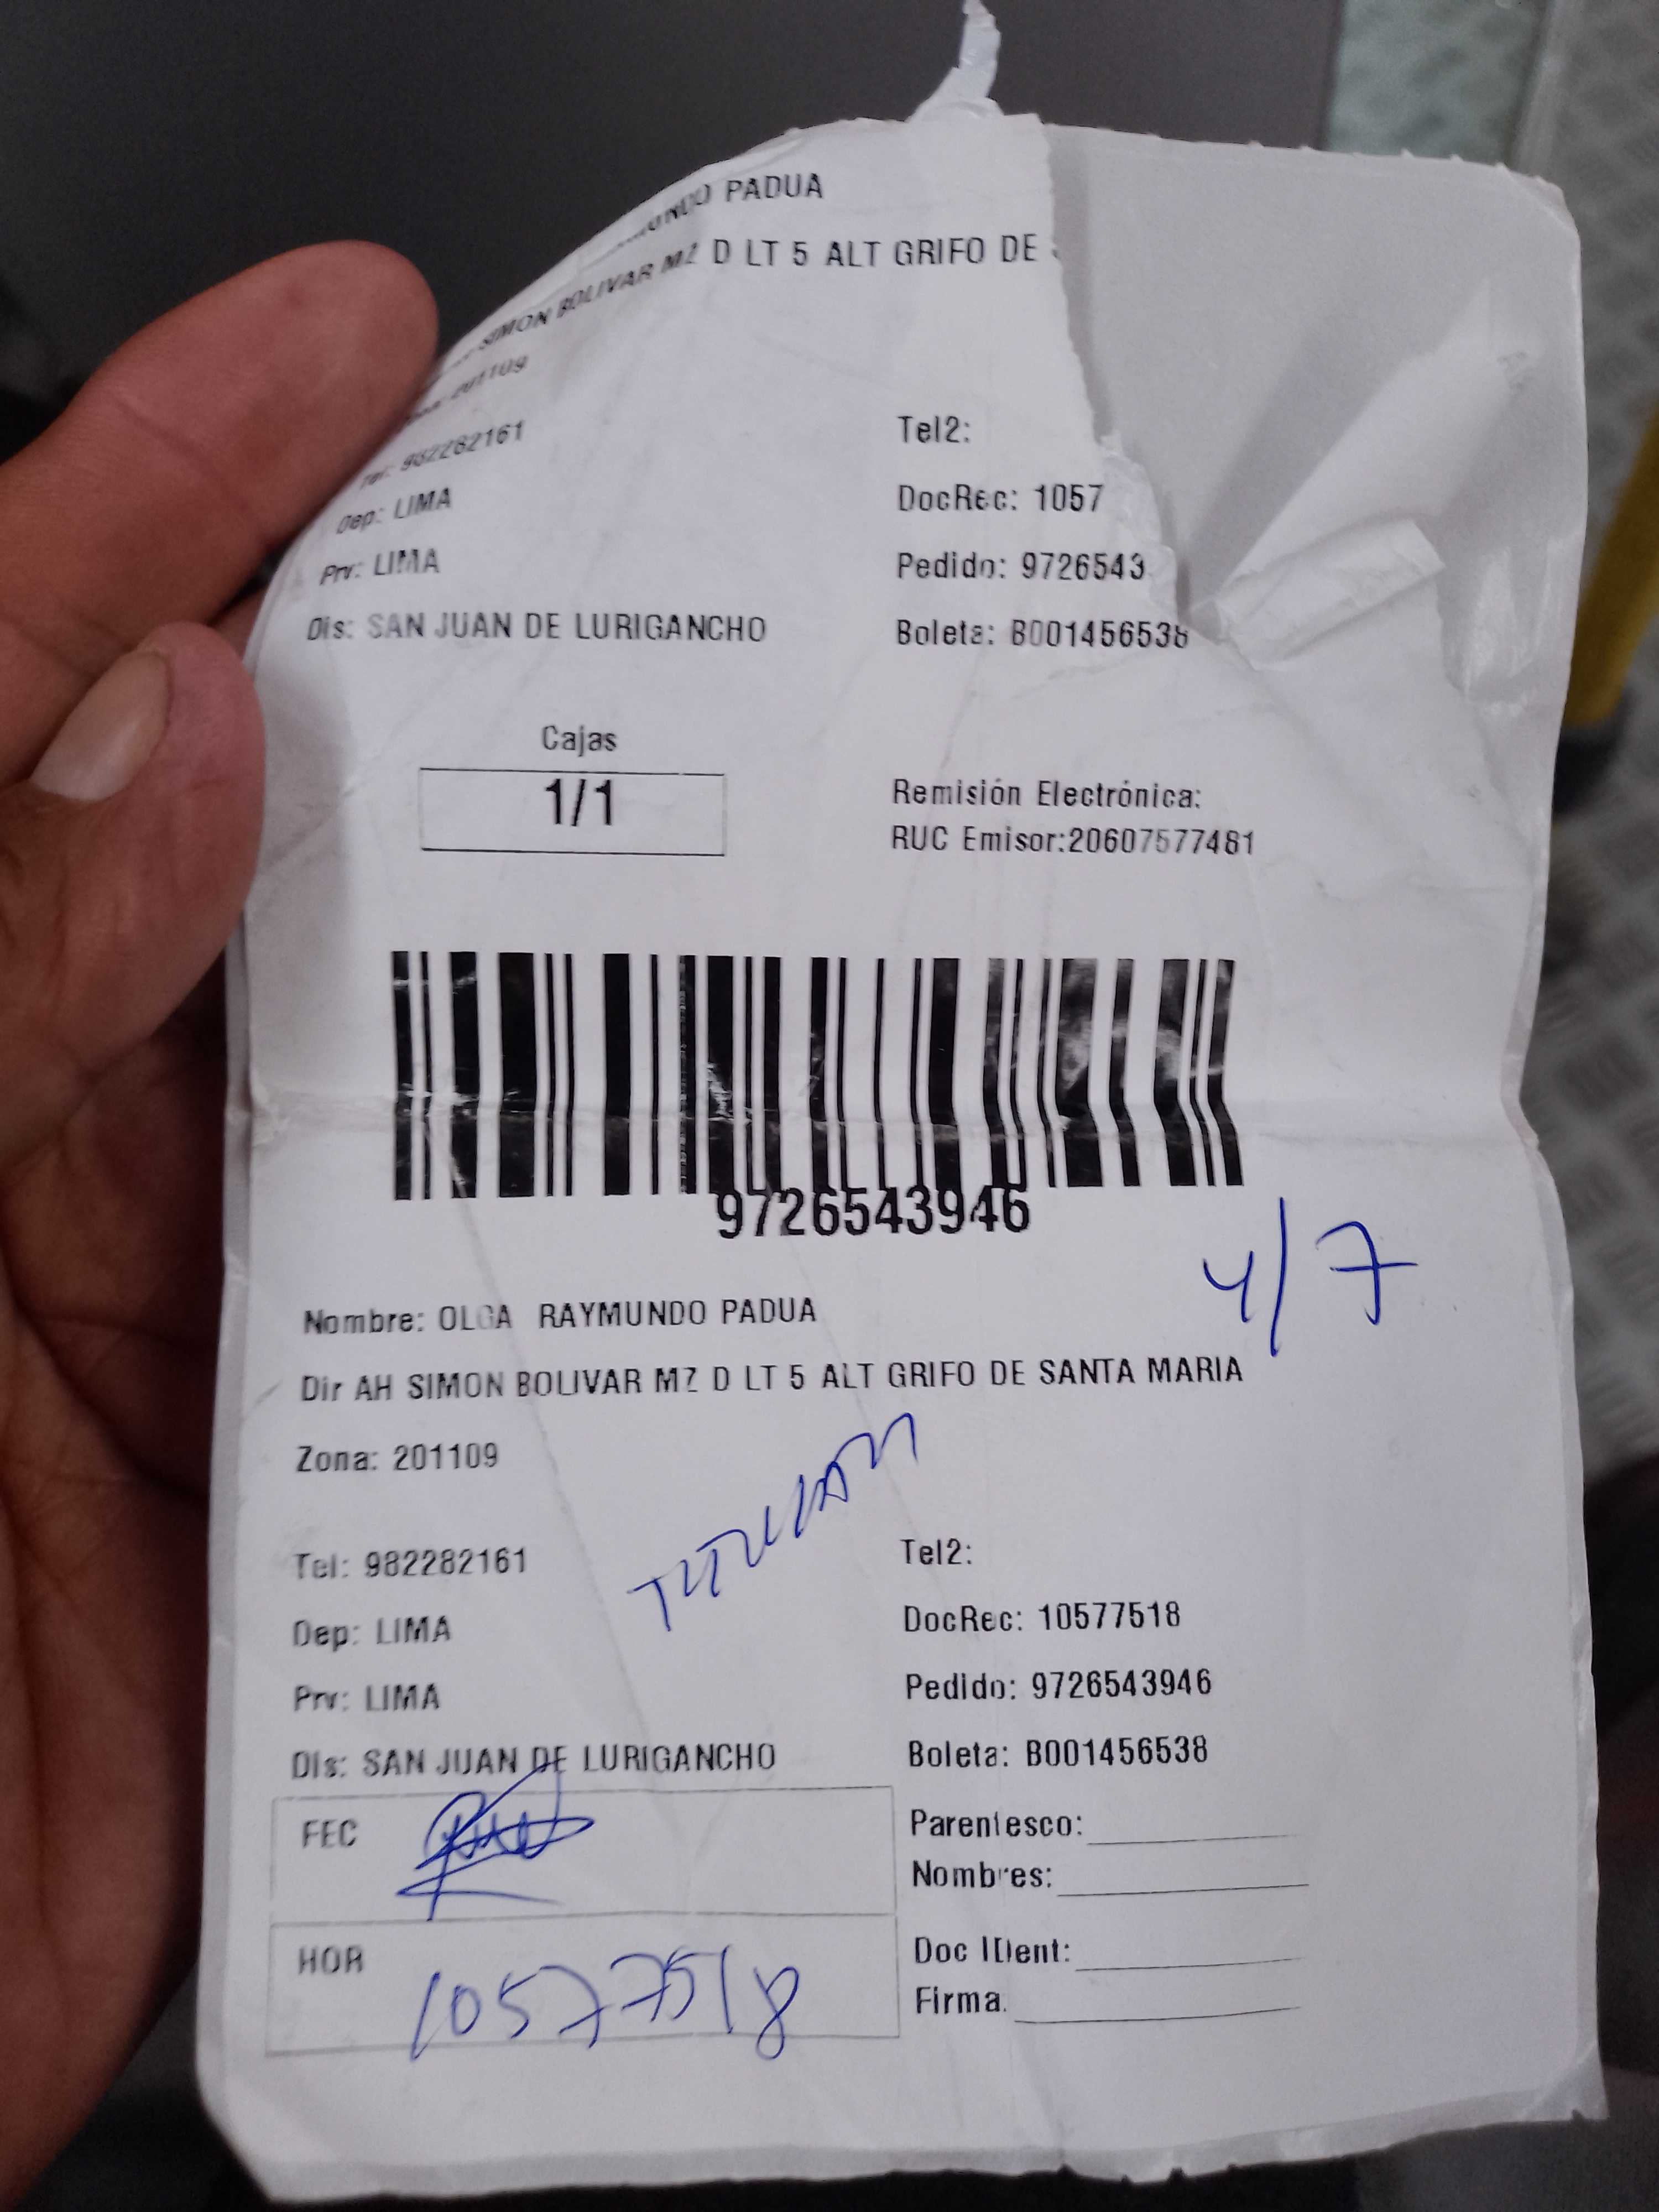 PADUA
SIMON BOLIVAR MZ D LT 5 ALT GRIFO DE
201109
Tel: 982282161
Tel2:
Dep: LIMA
DocRec: 1057
Prv: LIMA
Pedido: 9726543
Dis: SAN JUAN DE LURIGANCHO
Boleta: B001456538
Cajas
1/1
Remisión Electrónica:
RUC Emisor:20607577481
9726543946
4/7
Nombre: OLGA RAYMUNDO PADUA
Dir AH SIMON BOLIVAR MZ D LT 5 ALT GRIFO DE SANTA MARIA
Zona: 201109
TITULAR
Tel: 982282161
Tel2:
Dep: LIMA
DocRec: 10577518
Prv: LIMA
Pedido: 9726543946
Dis: SAN JUAN DE LURIGANCHO
Boleta: B001456538
FEC
Parentesco:
Nombres:
HOR
10577518
Doc IDent:
Firma.